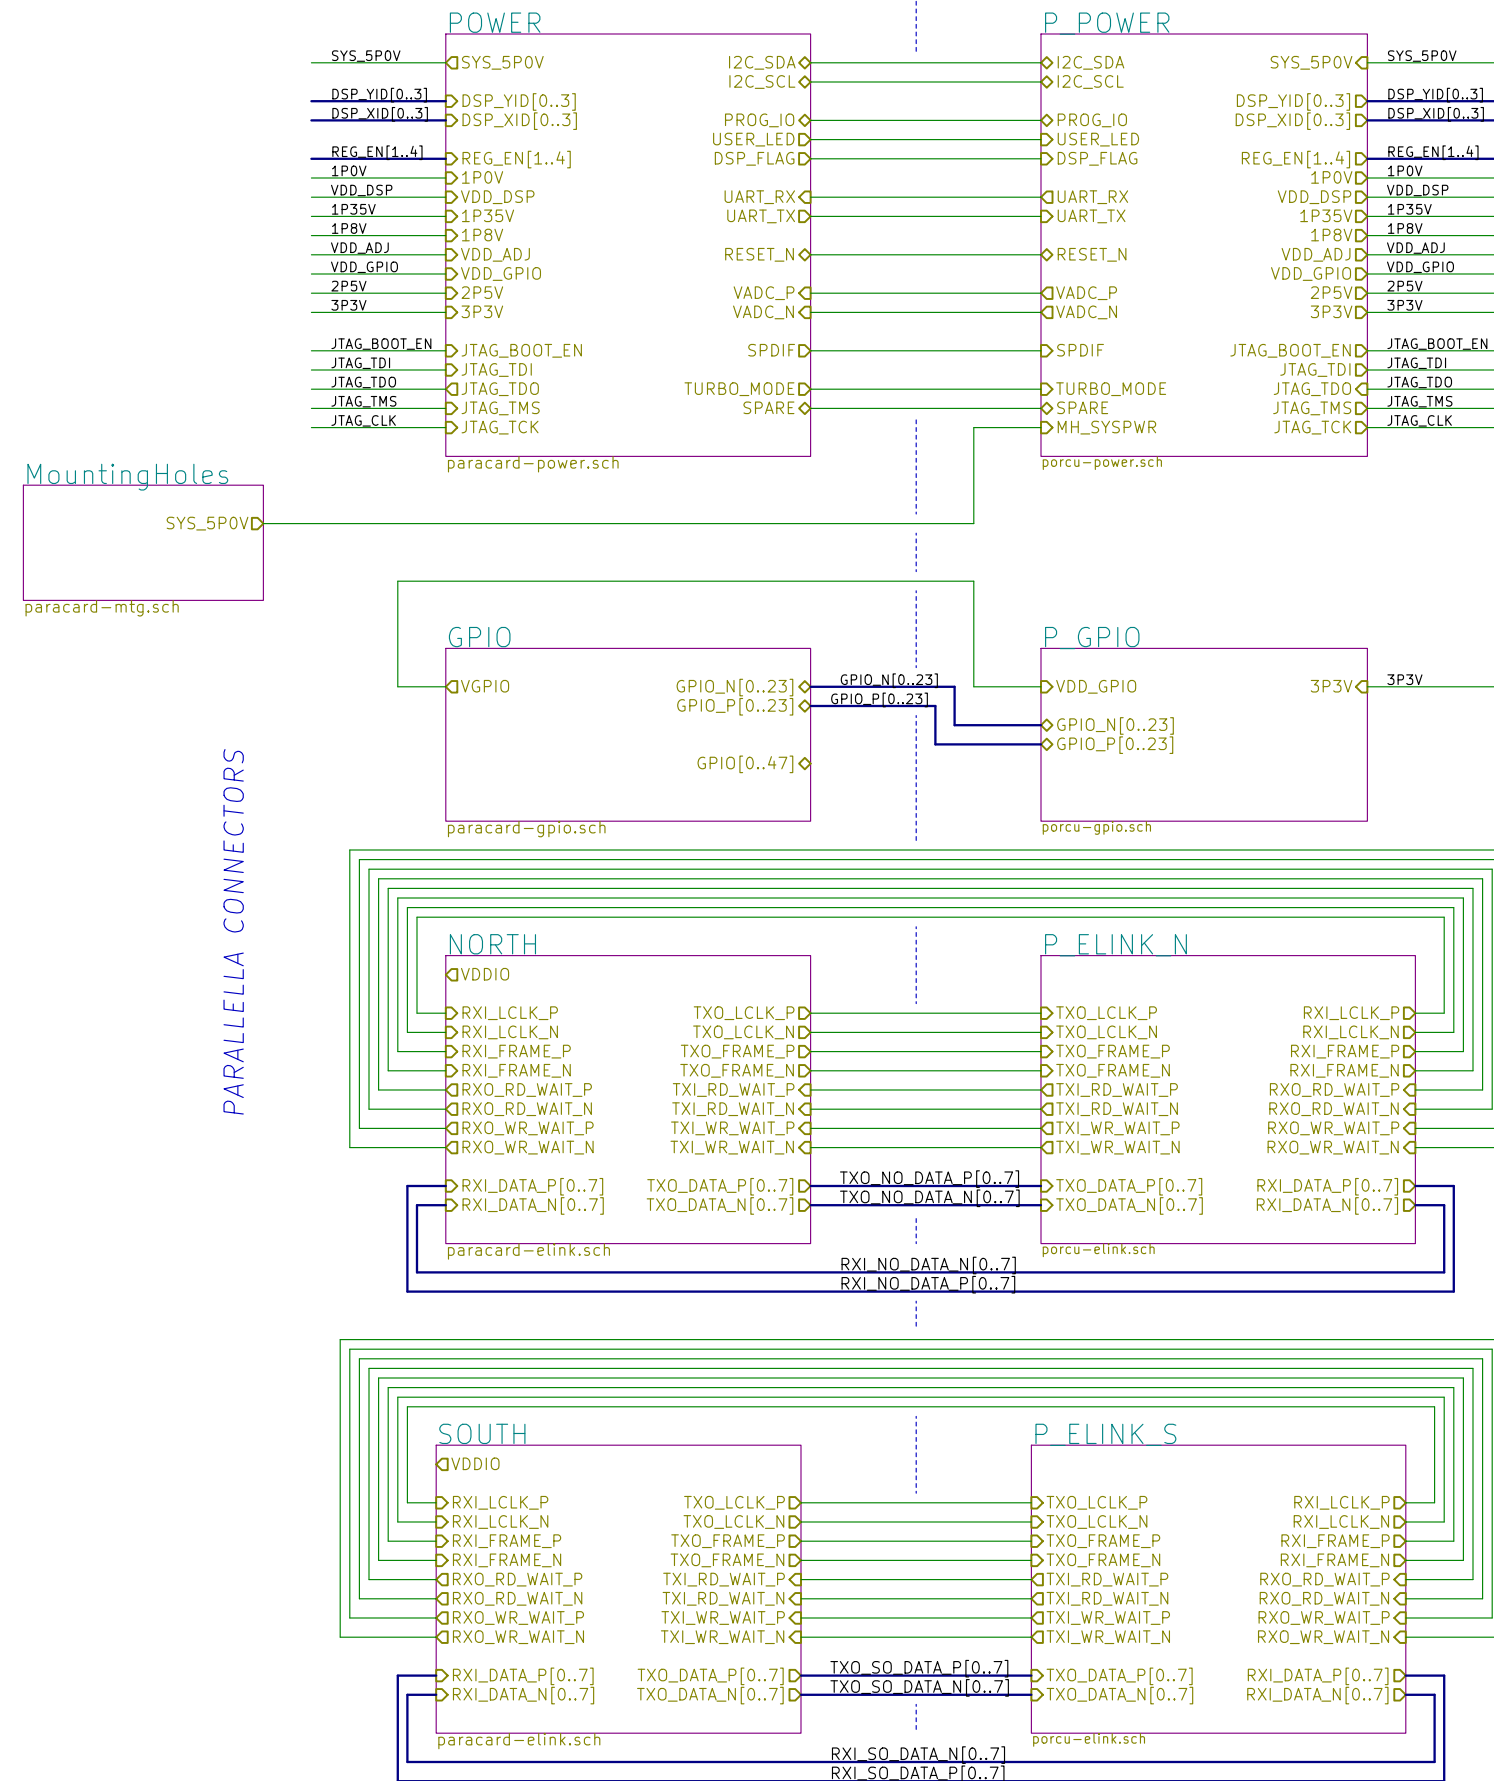 POWER
SYS_5P0V
DSP_YID[0..3]
DSP_XID[0..3]
REG_EN[1..4]
1P0V
VDD_DSP
1P35V
1P8V
VDD_ADJ
VDD_GPIO
2P5V
3P3V
JTAG_BOOT_EN
JTAG_TDI
JTAG_TDO
JTAG_TMS
JTAG_CLK
SYS_5P0V
DSP_YID[0..3]
DSP_XID[0..3]
REG_EN[1..4]
1P0V
VDD_DSP
1P35V
1P8V
VDD_ADJ
VDD_GPIO
2P5V
3P3V
JTAG_BOOT_EN
JTAG_TDI
JTAG_TDO
JTAG_TMS
JTAG_TCK
I2C_SDA
I2C_SCL
PROG_IO
USER_LED
DSP_FLAG
UART_RX
UART_TX
RESET_N
VADC_P
VADC_N
SPDIF
TURBO_MODE
SPARE
paracard-power.sch
P_POWER
I2C_SDA
I2C_SCL
PROG_IO
USER_LED
DSP_FLAG
UART_RX
UART_TX
RESET_N
VADC_P
VADC_N
SPDIF
TURBO_MODE
SPARE
MH_SYSPWR
SYS_5P0V
DSP_YID[0..3]
DSP_XID[0..3]
REG_EN[1..4]
1P0V
VDD_DSP
1P35V
1P8V
VDD_ADJ
VDD_GPIO
2P5V
3P3V
JTAG_BOOT_EN
JTAG_TDI
JTAG_TDO
JTAG_TMS
JTAG_TCK
porcu-power.sch
SYS_5P0V
DSP_YID[0..3]
DSP_XID[0..3]
REG_EN[1..4]
1P0V
VDD_DSP
1P35V
1P8V
VDD_ADJ
VDD_GPIO
2P5V
3P3V
JTAG_BOOT_EN
JTAG_TDI
JTAG_TDO
JTAG_TMS
JTAG_CLK
MountingHoles
SYS_5P0V
paracard-mtg.sch
PARALLELLA CONNECTORS
GPIO
VGPIO
GPIO_N[0..23]
GPIO_P[0..23]
GPIO[0..47]
paracard-gpio.sch
GPIO_N[0..23]
GPIO_P[0..23]
P_GPIO
VDD_GPIO
GPIO_N[0..23]
GPIO_P[0..23]
3P3V
porcu-gpio.sch
3P3V
NORTH
VDDIO
RXI_LCLK_P
RXI_LCLK_N
RXI_FRAME_P
RXI_FRAME_N
RXO_RD_WAIT_P
RXO_RD_WAIT_N
RXO_WR_WAIT_P
RXO_WR_WAIT_N
RXI_DATA_P[0..7]
RXI_DATA_N[0..7]
TXO_LCLK_P
TXO_LCLK_N
TXO_FRAME_P
TXO_FRAME_N
TXI_RD_WAIT_P
TXI_RD_WAIT_N
TXI_WR_WAIT_P
TXI_WR_WAIT_N
TXO_DATA_P[0..7]
TXO_DATA_N[0..7]
paracard-elink.sch
TXO_NO_DATA_P[0..7]
TXO_NO_DATA_N[0..7]
RXI_NO_DATA_N[0..7]
RXI_NO_DATA_P[0..7]
P_ELINK_N
TXO_LCLK_P
TXO_LCLK_N
TXO_FRAME_P
TXO_FRAME_N
TXI_RD_WAIT_P
TXI_RD_WAIT_N
TXI_WR_WAIT_P
TXI_WR_WAIT_N
TXO_DATA_P[0..7]
TXO_DATA_N[0..7]
RXI_LCLK_P
RXI_LCLK_N
RXI_FRAME_P
RXI_FRAME_N
RXO_RD_WAIT_P
RXO_RD_WAIT_N
RXO_WR_WAIT_P
RXO_WR_WAIT_N
RXI_DATA_P[0..7]
RXI_DATA_N[0..7]
porcu-elink.sch
SOUTH
VDDIO
RXI_LCLK_P
RXI_LCLK_N
RXI_FRAME_P
RXI_FRAME_N
RXO_RD_WAIT_P
RXO_RD_WAIT_N
RXO_WR_WAIT_P
RXO_WR_WAIT_N
RXI_DATA_P[0..7]
RXI_DATA_N[0..7]
TXO_LCLK_P
TXO_LCLK_N
TXO_FRAME_P
TXO_FRAME_N
TXI_RD_WAIT_P
TXI_RD_WAIT_N
TXI_WR_WAIT_P
TXI_WR_WAIT_N
TXO_DATA_P[0..7]
TXO_DATA_N[0..7]
paracard-elink.sch
TXO_SO_DATA_P[0..7]
TXO_SO_DATA_N[0..7]
RXI_SO_DATA_N[0..7]
RXI_SO_DATA_P[0..7]
P_ELINK_S
TXO_LCLK_P
TXO_LCLK_N
TXO_FRAME_P
TXO_FRAME_N
TXI_RD_WAIT_P
TXI_RD_WAIT_N
TXI_WR_WAIT_P
TXI_WR_WAIT_N
TXO_DATA_P[0..7]
TXO_DATA_N[0..7]
RXI_LCLK_P
RXI_LCLK_N
RXI_FRAME_P
RXI_FRAME_N
RXO_RD_WAIT_P
RXO_RD_WAIT_N
RXO_WR_WAIT_P
RXO_WR_WAIT_N
RXI_DATA_P[0..7]
RXI_DATA_N[0..7]
porcu-elink.sch